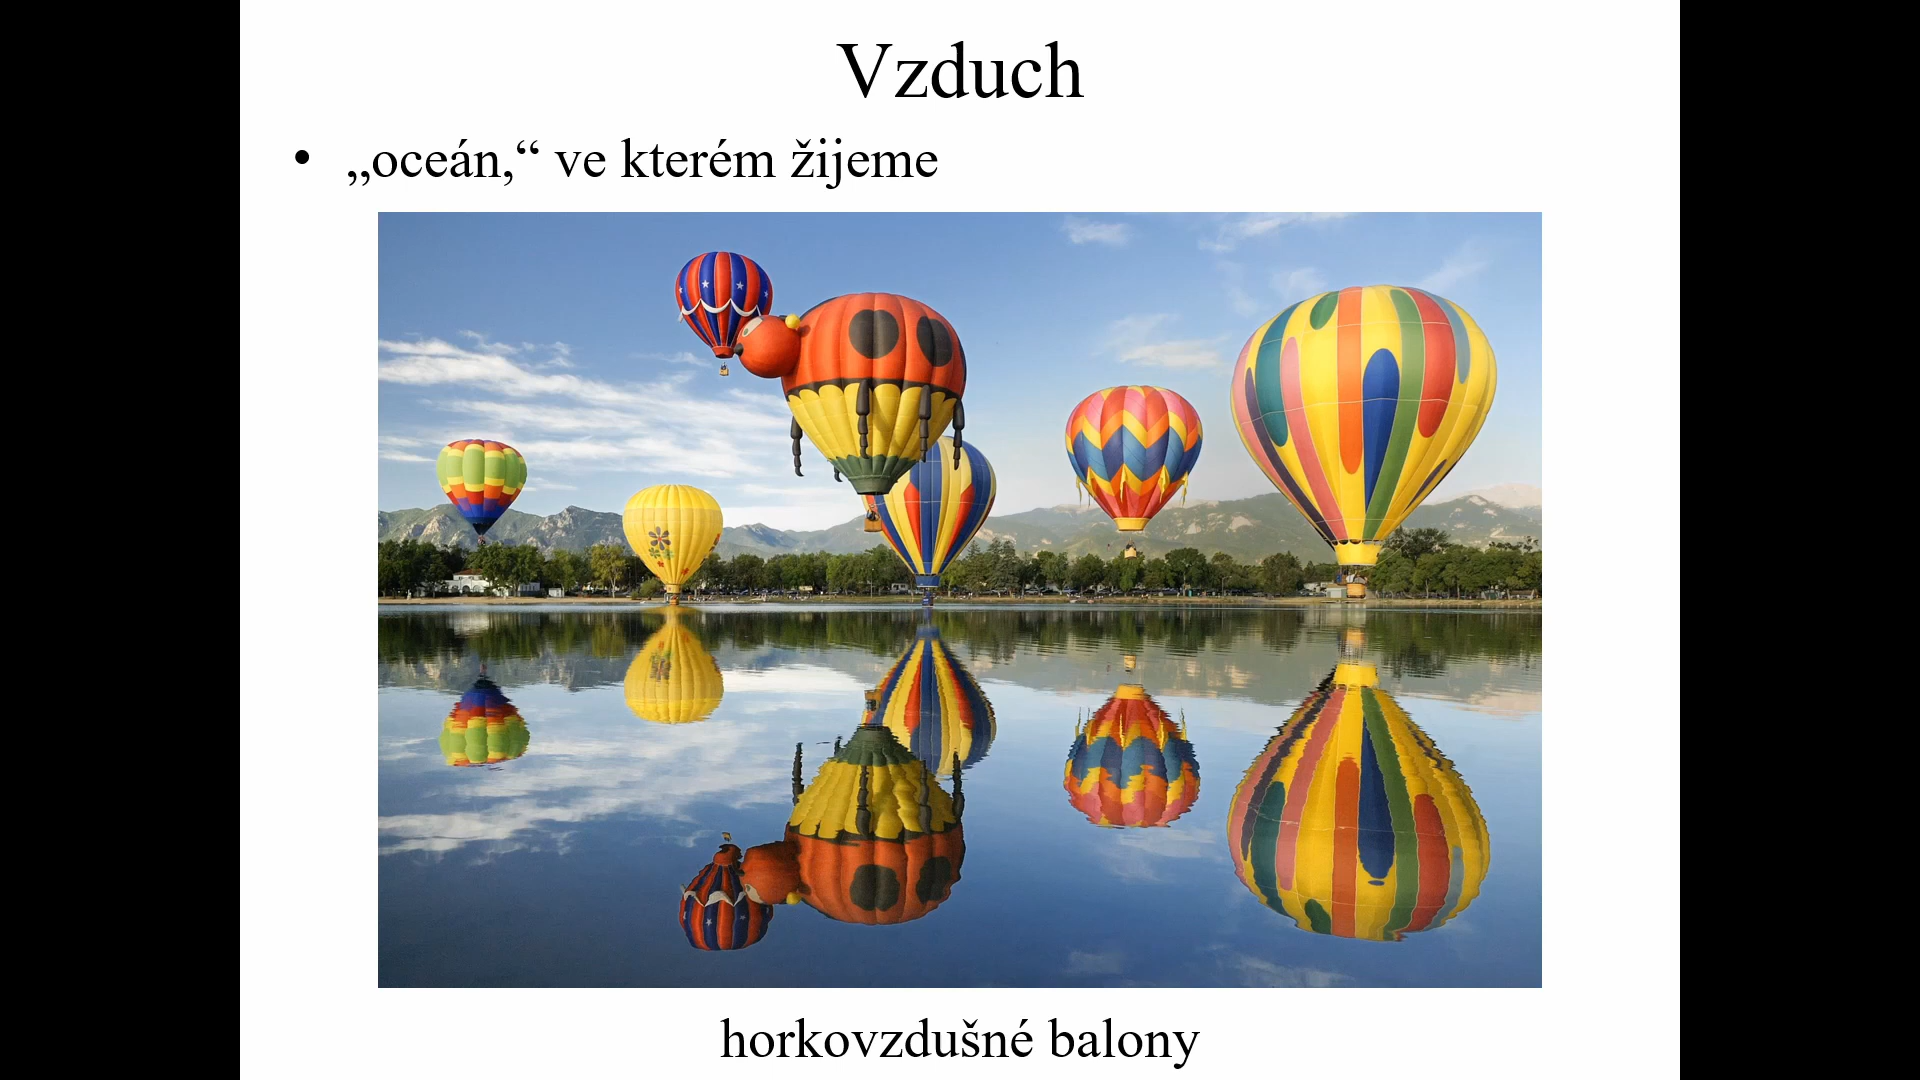 Vzduch
• „oceán,“ ve kterém žijeme
horkovzdušné balony